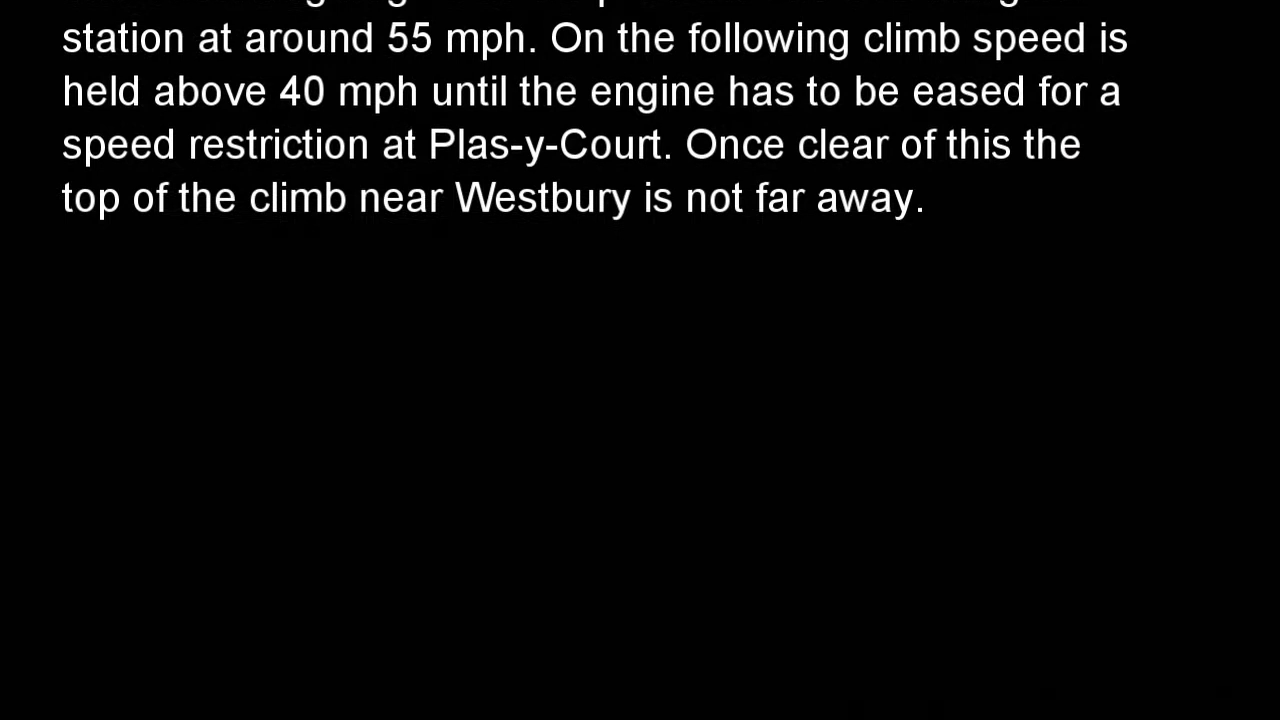 station at around 55 mph. On the following climb speed is
held above 40 mph until the engine has to be eased for a
speed restriction at Plas-y-Court. Once clear of this the
top of the climb near Westbury is not far away.